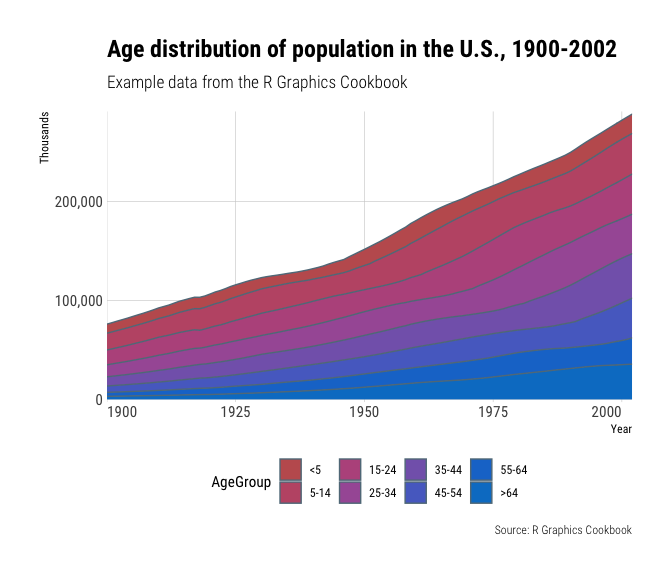 Age distribution of population in the U.S., 1900-2002
Example data from the R Graphics Cookbook
Thousands
200,000
100,000
0
1900 1925 1950 1975 2000
Year
AgeGroup
<5 15-24 35-44 55-64
5-14 25-34 45-54 >64
Source: R Graphics Cookbook